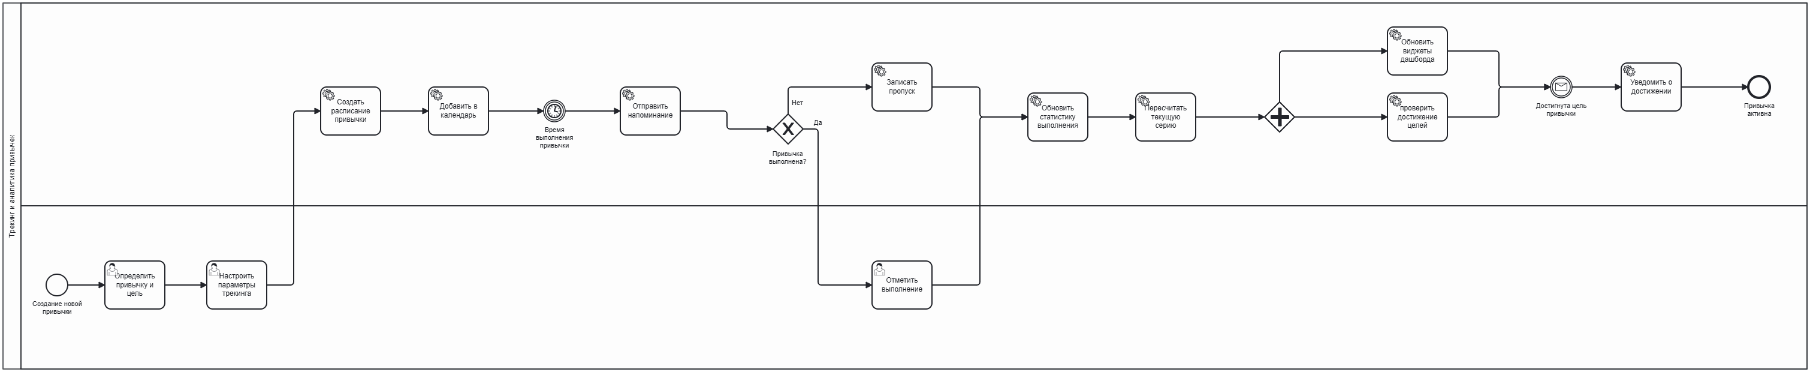 Трекинг и аналитика привычек
Создание новой
привычки
Определить
привычку и
цель
Настроить
параметры
трекинга
Создать
расписание
привычки
Добавить в
календарь
Время
выполнения
привычки
Отправить
напоминание
Привычка
выполнена?
Нет
Да
Записать
пропуск
Отметить
выполнение
Обновить
статистику
выполнения
Пересчитать
текущую
серию
Обновить
виджеты
дашборда
проверить
достижение
целей
Достигнута цель
привычки
Уведомить о
достижении
Привычка
активна